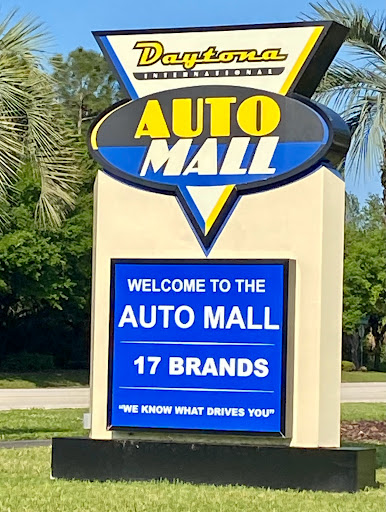 Daytona
INTERNATIONAL
AUTO
MALL
WELCOME TO THE
AUTO MALL
17 BRANDS
"WE KNOW WHAT DRIVES YOU"